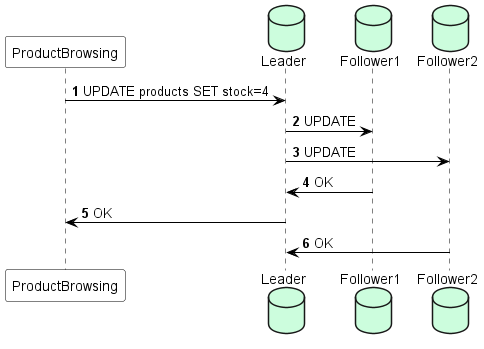 ProductBrowsing
Leader
Follower1
Follower2
1 UPDATE products SET stock=4
2 UPDATE
3 UPDATE
4 OK
5 OK
6 OK
ProductBrowsing
Leader
Follower1
Follower2